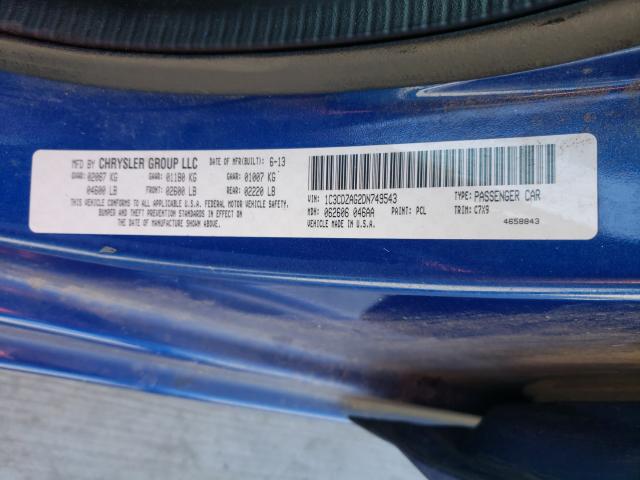 MFD BY CHRYSLER GROUP LLC DATE OF MFR(BUILT): 6-13
GVWR: 02087 KG GAWR: 01180 KG GAWR: 01007 KG
04600 LB FRONT: 02600 LB REAR: 02220 LB
THIS VEHICLE CONFORMS TO ALL APPLICABLE U.S.A. FEDERAL MOTOR VEHICLE SAFETY,
BUMPER AND THEFT PREVENTION STANDARDS IN EFFECT ON THE DATE OF
MANUFACTURE SHOWN ABOVE.
VIN: 1C3CDZAG2DN749543 TYPE: PASSENGER CAR
MDH: 062606 046AA PAINT: PCL TRIM: C7X9
VEHICLE MADE IN U.S.A. 4658843